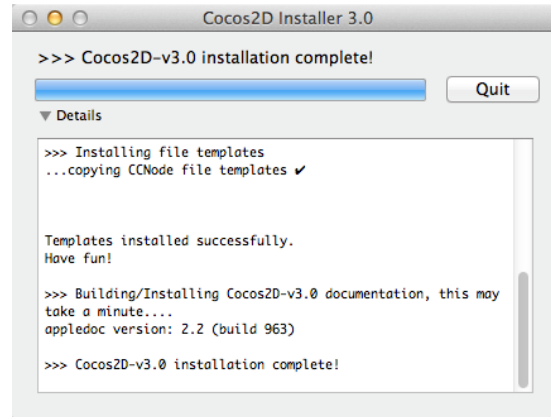 Cocos2D Installer 3.0
>>> Cocos2D-v3.0 installation complete!
Quit
▼ Details
>>> Installing file templates
...copying CCNode file templates ✔
Templates installed successfully.
Have fun!
>>> Building/Installing Cocos2D-v3.0 documentation, this may
take a minute....
appledoc version: 2.2 (build 963)
>>> Cocos2D-v3.0 installation complete!